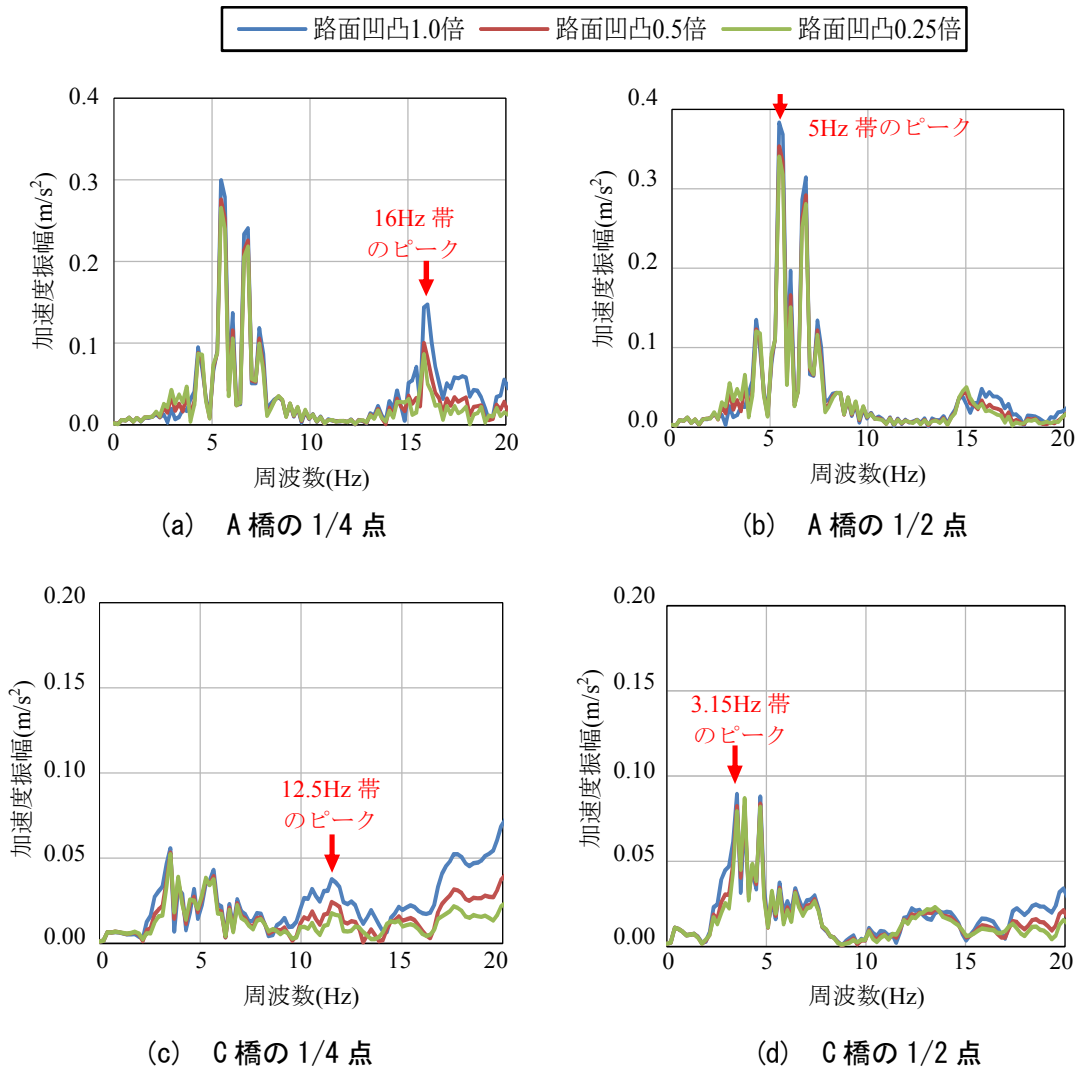 路面凹凸1.0倍 路面凹凸0.5倍 路面凹凸0.25倍
加速度振幅(m/s²)
0.4
0.3
0.2
0.1
0.0
16Hz 帯
のピーク
0 5 10 15 20
周波数(Hz)
(a) A 橋の 1/4 点
加速度振幅(m/s²)
0.4
0.3
0.2
0.1
0.0
5Hz 帯のピーク
0 5 10 15 20
周波数(Hz)
(b) A 橋の 1/2 点
加速度振幅(m/s²)
0.20
0.15
0.10
0.05
0.00
12.5Hz 帯
のピーク
0 5 10 15 20
周波数(Hz)
(c) C 橋の 1/4 点
加速度振幅(m/s²)
0.20
0.15
0.10
0.05
0.00
3.15Hz 帯
のピーク
0 5 10 15 20
周波数(Hz)
(d) C 橋の 1/2 点